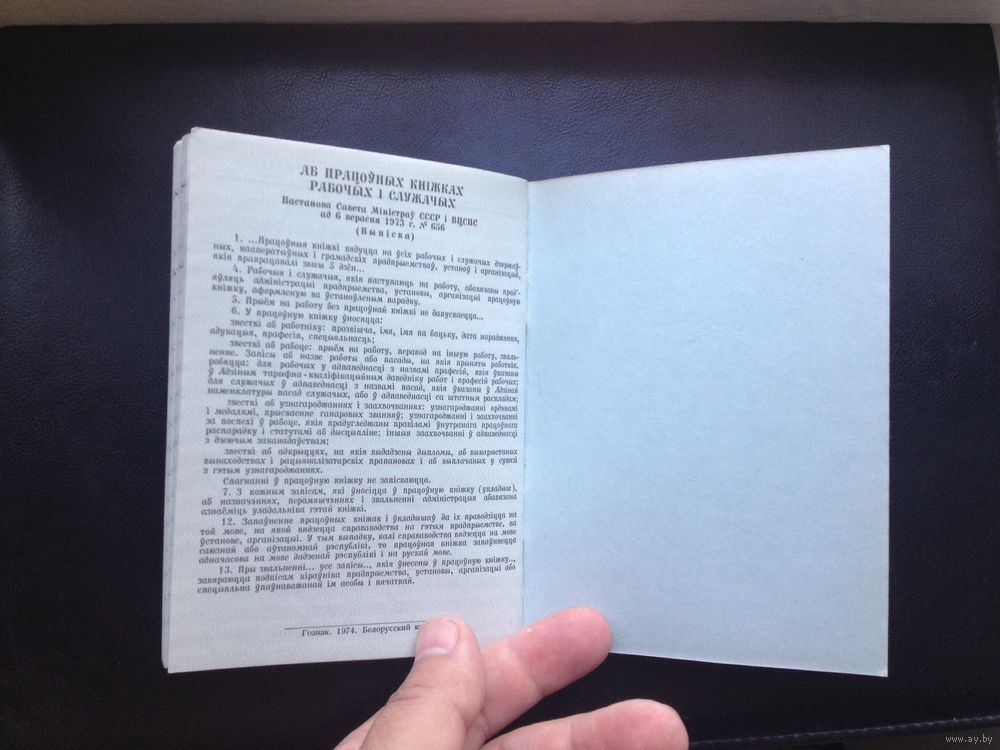 АБ ПРАЦОЎНЫХ КНІЖКАХ
РАБОЧЫХ І СЛУЖАЧЫХ
Пастанова Савета Міністраў СССР і ВЦСПС
ад 6 верасня 1973 г. № 656
(Выпіска)
1. ...Працоўныя кніжкі вядуцца на ўсіх рабочых і служачых дзяржаў-
ных, кааператыўных і грамадскіх прадпрыемстваў, устаноў і арганізацый,
якія прапрацавалі звыш 5 дзён...
4. Рабочыя і служачыя, якія паступаюць на работу, абавязаны прад'-
яўляць адміністрацыі прадпрыемства, установы, арганізацыі працоўную
кніжку, аформленую ва ўстаноўленым парадку.
5. Прыём на работу без працоўнай кніжкі не дапускаецца...
6. У працоўную кніжку ўносяцца:
звесткі аб работніку: прозвішча, імя, імя па бацьку, дата нараджэння,
адукацыя, прафесія, спецыяльнасць;
звесткі аб рабоце: прыём на работу, перавод на іншую работу, зваль-
ненне. Запісы аб назве работы або пасады, на якія прыняты работнік,
робяцца: для рабочых у адпаведнасці з назвамі прафесій, якія ўказаны
ў Адзіным тарыфна-кваліфікацыйным даведніку работ і прафесій рабочых;
для служачых ў адпаведнасці з назвамі пасад, якія ўказаны ў Адзінай
наменклатуры пасад служачых, або ў адпаведнасці са штатным раскладам;
звесткі аб узнагароджаннях і заахвочваннях: узнагароджанні ордэнамі
і медалямі, прысваенне ганаровых званняў; узнагароджанні і заахвочванні
за поспехі ў рабоце, якія прадугледжаны правіламі ўнутранага працоўнага
распарадку і статутамі аб дысцыпліне; іншыя заахвочванні ў адпаведнасці
з дзеючым заканадаўствам;
звесткі аб адкрыццях, на якія выдадзены дыпломы, аб выкарыстаных
вынаходствах і рацыяналізатарскіх прапановах і аб выплачаных у сувязі
з гэтым узнагароджаннях.
Спагнанні ў працоўную кніжку не запісваюцца.
7. З кожным запісам, які ўносіцца ў працоўную кніжку (укладыш),
аб назначэннях, перамяшчэннях і звальненні адміністрацыя абавязана
азнаёміць уладальніка гэтай кніжкі.
12. Запаўненне працоўных кніжак і ўкладышаў да іх праводзіцца на
той мове, на якой вядзецца справаводства на гэтым прадпрыемстве, ва
ўстанове, арганізацыі. У тым выпадку, калі справаводства вядзецца на мове
саюзнай або аўтаномнай рэспублікі, то працоўная кніжка запаўняецца
адначасова на мове дадзенай рэспублікі і на рускай мове.
13. Пры звальненні... усе запісы.., якія ўнесены ў працоўную кніжку..,
завяраюцца подпісам кіраўніка прадпрыемства, установы, арганізацыі або
спецыяльна ўпаўнаважанай ім асобы і пячаткай.
Гознак. 1974. Белорусский
www.ay.by